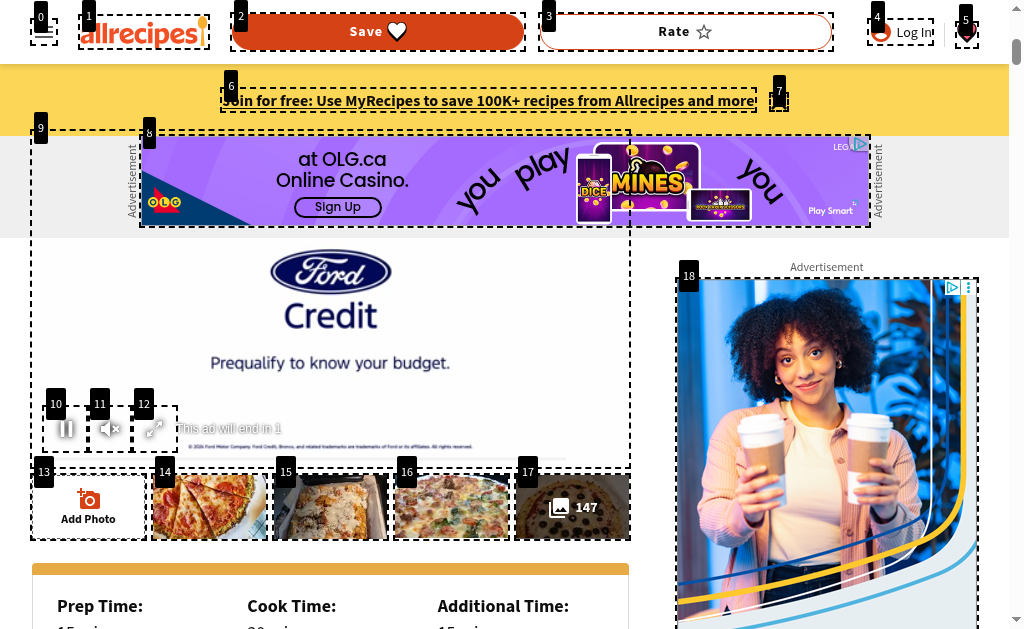 0
1
2
3
4
5
allrecipes
Save
Rate
Log In
6
7
Join for free: Use MyRecipes to save 100K+ recipes from Allrecipes and more
9
8
Advertisement
at OLG.ca
Online Casino.
Sign Up
OLG
you play
DICE
MINES
you
Play Smart
Advertisement
Ford
Credit
Prequalify to know your budget.
10
11
12
This ad will end in 1
© 2026 Ford Motor Company. Ford Credit, Bronco, and related trademarks are trademarks of Ford or its affiliates. All rights reserved.
13
14
15
16
17
Add Photo
147
18
Advertisement
Prep Time:
Cook Time:
Additional Time: